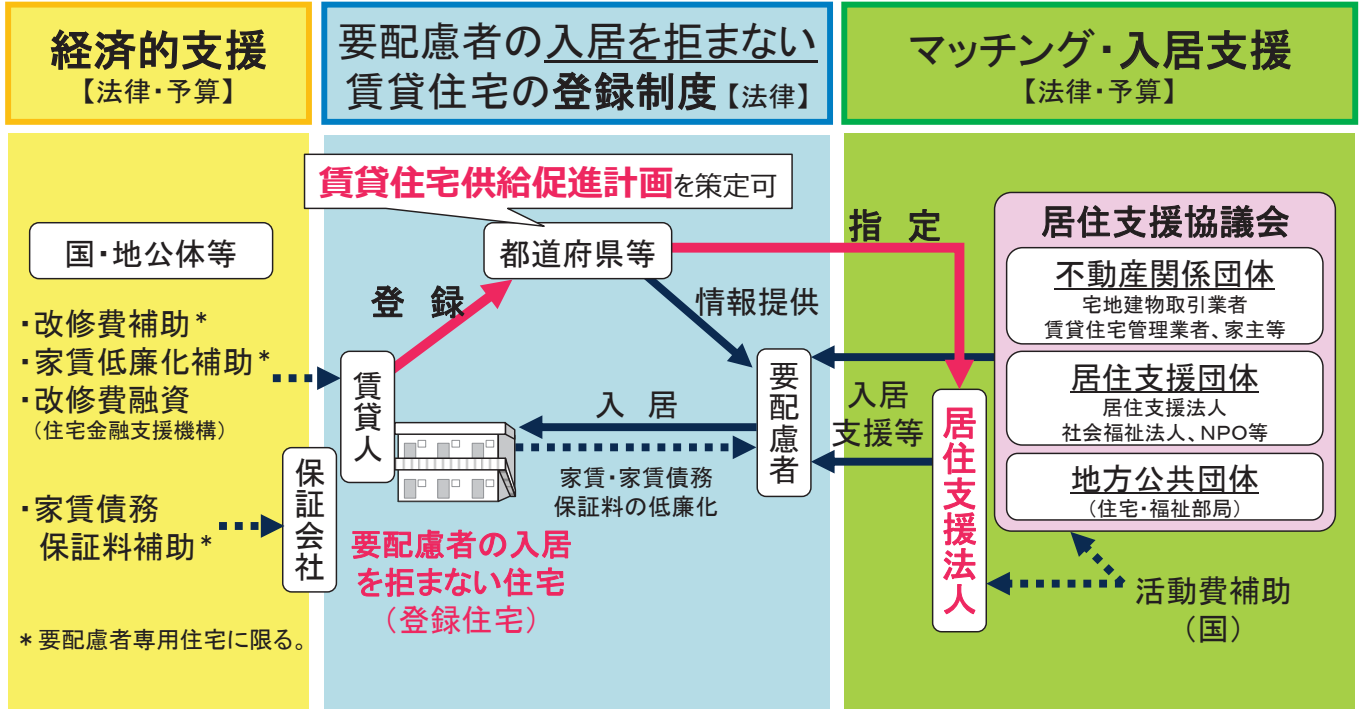 経済的支援
【法律・予算】
要配慮者の入居を拒まない
賃貸住宅の登録制度【法律】
マッチング・入居支援
【法律・予算】
国・地公体等
・改修費補助*
・家賃低廉化補助*
・改修費融資
(住宅金融支援機構)
・家賃債務
保証料補助*
*要配慮者専用住宅に限る。
賃貸住宅供給促進計画を策定可
都道府県等
登 録
情報提供
賃貸人
保証会社
入 居
家賃・家賃債務
保証料の低廉化
要配慮者の入居
を拒まない住宅
(登録住宅)
要配慮者
指 定
入居
支援等
居住支援法人
居住支援協議会
不動産関係団体
宅地建物取引業者
賃貸住宅管理業者、家主等
居住支援団体
居住支援法人
社会福祉法人、NPO等
地方公共団体
(住宅・福祉部局)
活動費補助
(国)